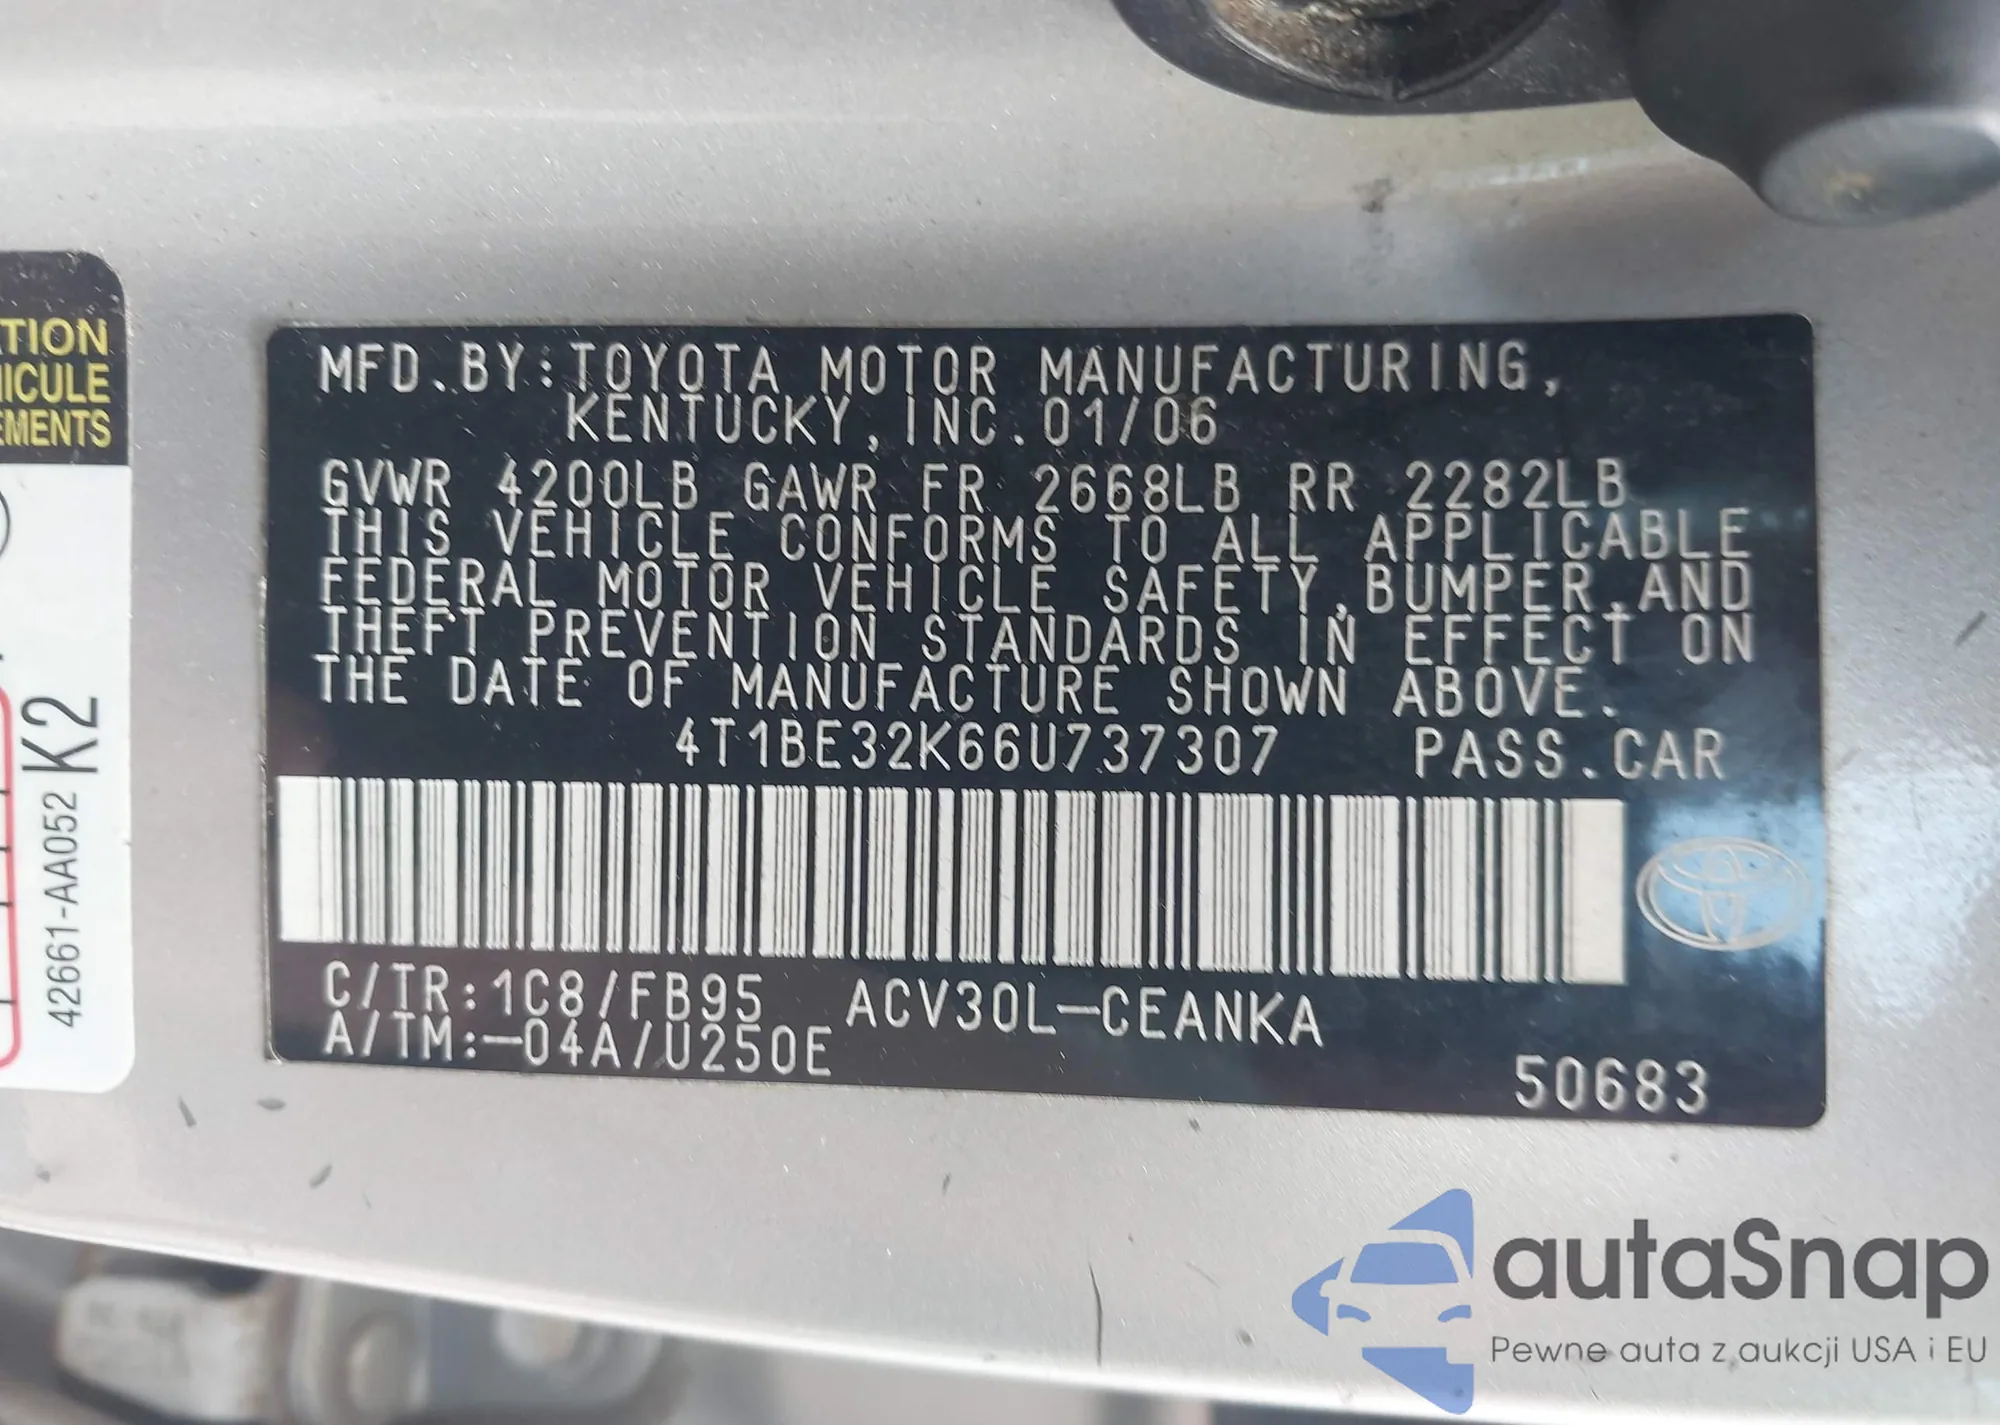 TION
HICULE
EMENTS
K2
42661-AA052
MFD.BY:TOYOTA MOTOR MANUFACTURING,
KENTUCKY,INC.01/06
GVWR 4200LB GAWR FR 2668LB RR 2282LB
THIS VEHICLE CONFORMS TO ALL APPLICABLE
FEDERAL MOTOR VEHICLE SAFETY,BUMPER,AND
THEFT PREVENTION STANDARDS IN EFFECT ON
THE DATE OF MANUFACTURE SHOWN ABOVE.
4T1BE32K66U737307 PASS.CAR
C/TR:1C8/FB95 ACV30L-CEANKA
A/TM:-04A/U250E
50683
autaSnap
Pewne auta z aukcji USA i EU